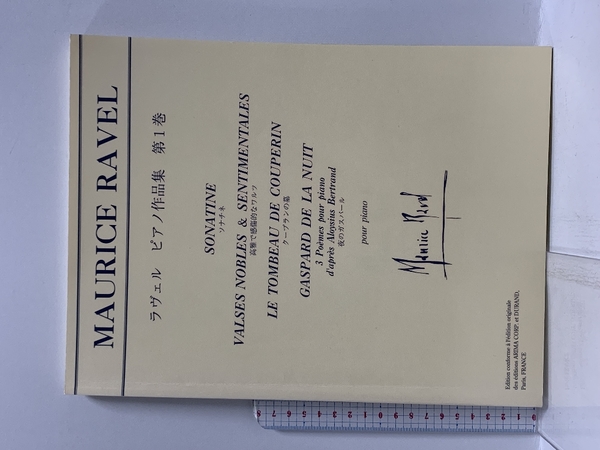 MAURICE RAVEL
ラヴェル ピアノ作品集 第1巻
SONATINE
ソナチネ
VALSES NOBLES & SENTIMENTALES
高雅で感傷的なワルツ
LE TOMBEAU DE COUPERIN
クープランの墓
GASPARD DE LA NUIT
3 Poèmes pour piano
d'après Aloysius Bertrand
夜のガスパール
pour piano
Maurice Ravel
Edition conforme à l'édition originale
des éditions ARIMA CORP. et DURAND,
Paris, FRANCE